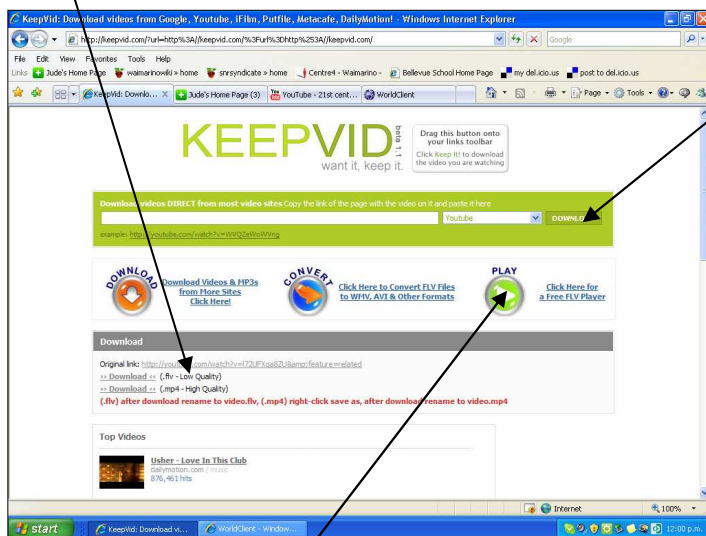 KeepVid: Download videos from Google, Youtube, iFilm, Putfile, Metacafe, DailyMotion! - Windows Internet Explorer
http://keepvid.com/?url=http%3A//keepvid.com/%3Furl%3Dhttp%253A//keepvid.com/
Google
File Edit View Favorites Tools Help
Links Jude's Home Page waimarinowiki » home snrsyndicate » home Centre4 - Waimarino - Bellevue School Home Page my del.icio.us post to del.icio.us
KeepVid: Downlo... Jude's Home Page (3) YouTube - 21st cent... WorldClient Page Tools
KEEPVID beta 1.1
want it, keep it.
Drag this button onto
your links toolbar
Click Keep It! to download
the video you are watching
Download videos DIRECT from most video sites Copy the link of the page with the video on it and paste it here
Youtube
example: http://youtube.com/watch?v=
DOWNLOAD
Download Videos & MP3s
from More Sites
Click Here!
CONVERT
Click Here to Convert FLV Files
to WMV, AVI & Other Formats
PLAY
Click Here for
a Free FLV Player
Download
Original link:
>> Download << (.flv - Low Quality)
>> Download << (.mp4 - High Quality)
(.flv) after download rename to video.flv, (.mp4) right-click save as, after download rename to video.mp4
Top Videos
Usher - Love In This Club
dailymotion.com / music
876,461 hits
Internet
100%
start
KeepVid: Download vi...
WorldClient - Window...
12:00 p.m.